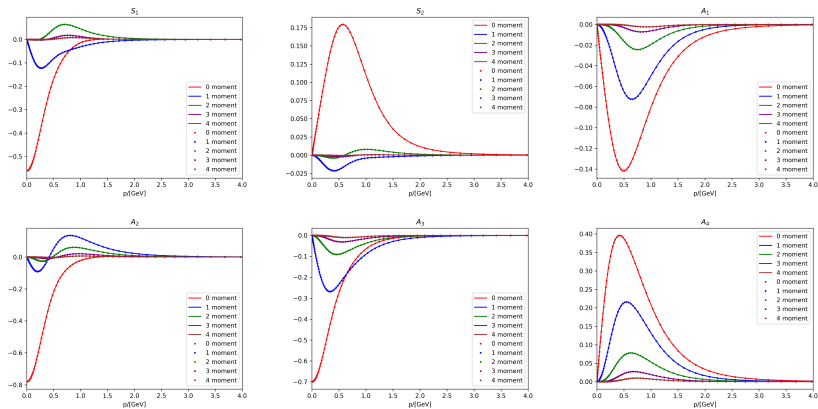 S₁
0.0
−0.1
−0.2
−0.3
−0.4
−0.5
0 moment
1 moment
2 moment
3 moment
4 moment
0 moment
1 moment
2 moment
3 moment
4 moment
0.0 0.5 1.0 1.5 2.0 2.5 3.0 3.5 4.0
p/[GeV]
S₂
0.175
0.150
0.125
0.100
0.075
0.050
0.025
0.000
−0.025
0 moment
1 moment
2 moment
3 moment
4 moment
0 moment
1 moment
2 moment
3 moment
4 moment
0.0 0.5 1.0 1.5 2.0 2.5 3.0 3.5 4.0
p/[GeV]
A₁
0.00
−0.02
−0.04
−0.06
−0.08
−0.10
−0.12
−0.14
0 moment
1 moment
2 moment
3 moment
4 moment
0 moment
1 moment
2 moment
3 moment
4 moment
0.0 0.5 1.0 1.5 2.0 2.5 3.0 3.5 4.0
p/[GeV]
A₂
0.0
−0.2
−0.4
−0.6
−0.8
0 moment
1 moment
2 moment
3 moment
4 moment
0 moment
1 moment
2 moment
3 moment
4 moment
0.0 0.5 1.0 1.5 2.0 2.5 3.0 3.5 4.0
p/[GeV]
A₃
0.0
−0.1
−0.2
−0.3
−0.4
−0.5
−0.6
−0.7
0 moment
1 moment
2 moment
3 moment
4 moment
0 moment
1 moment
2 moment
3 moment
4 moment
0.0 0.5 1.0 1.5 2.0 2.5 3.0 3.5 4.0
p/[GeV]
A₄
0.40
0.35
0.30
0.25
0.20
0.15
0.10
0.05
0.00
0 moment
1 moment
2 moment
3 moment
4 moment
0 moment
1 moment
2 moment
3 moment
4 moment
0.0 0.5 1.0 1.5 2.0 2.5 3.0 3.5 4.0
p/[GeV]